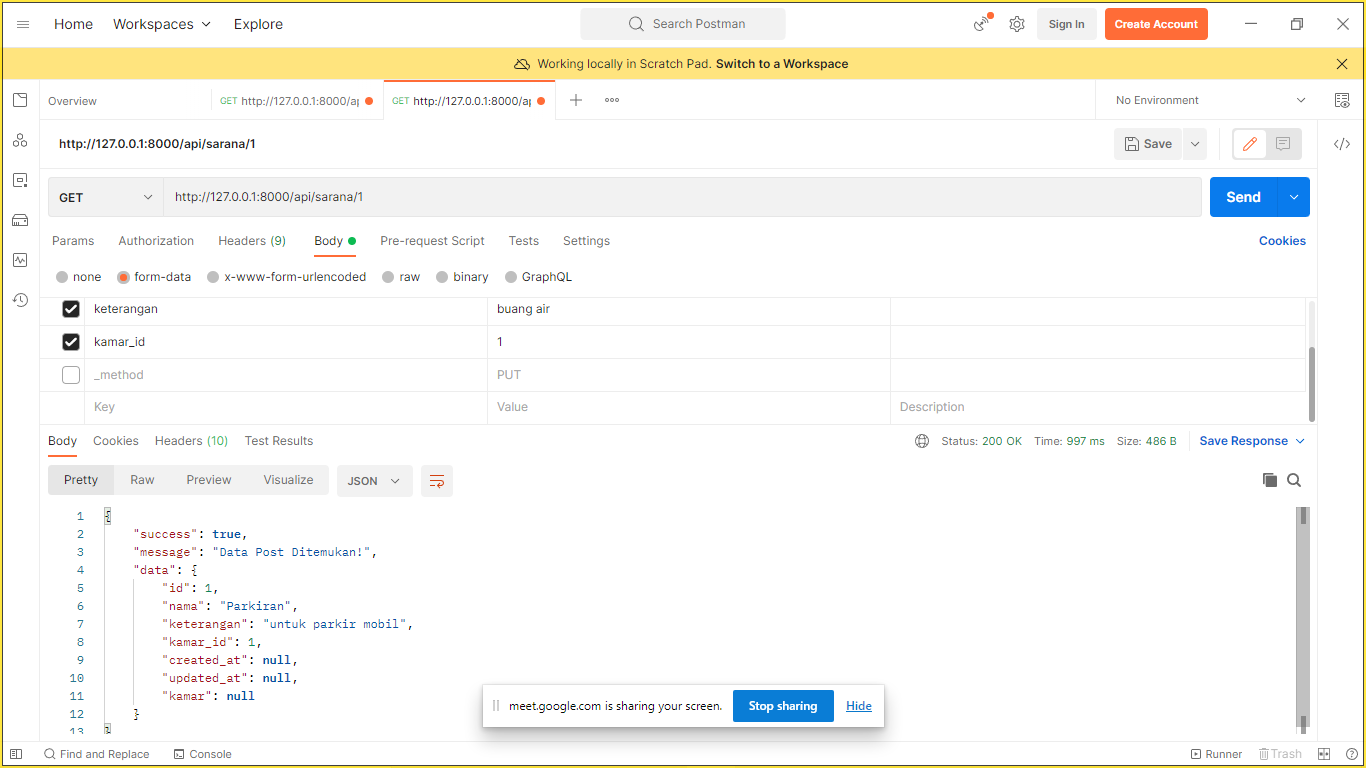 Home Workspaces Explore Search Postman Sign In Create Account
Working locally in Scratch Pad. Switch to a Workspace
Overview GET http://127.0.0.1:8000/a GET http://127.0.0.1:8000/a No Environment
http://127.0.0.1:8000/api/sarana/1 Save
GET http://127.0.0.1:8000/api/sarana/1 Send
Params Authorization Headers (9) Body Pre-request Script Tests Settings Cookies
none form-data x-www-form-urlencoded raw binary GraphQL
keterangan buang air
kamar_id 1
_method PUT
Key Value Description
Body Cookies Headers (10) Test Results Status: 200 OK Time: 997 ms Size: 486 B Save Response
Pretty Raw Preview Visualize JSON
1 {
2 "success": true,
3 "message": "Data Post Ditemukan!",
4 "data": {
5 "id": 1,
6 "nama": "Parkiran",
7 "keterangan": "untuk parkir mobil",
8 "kamar_id": 1,
9 "created_at": null,
10 "updated_at": null,
11 "kamar": null
12 }
13 }
meet.google.com is sharing your screen. Stop sharing Hide
Find and Replace Console Runner Trash